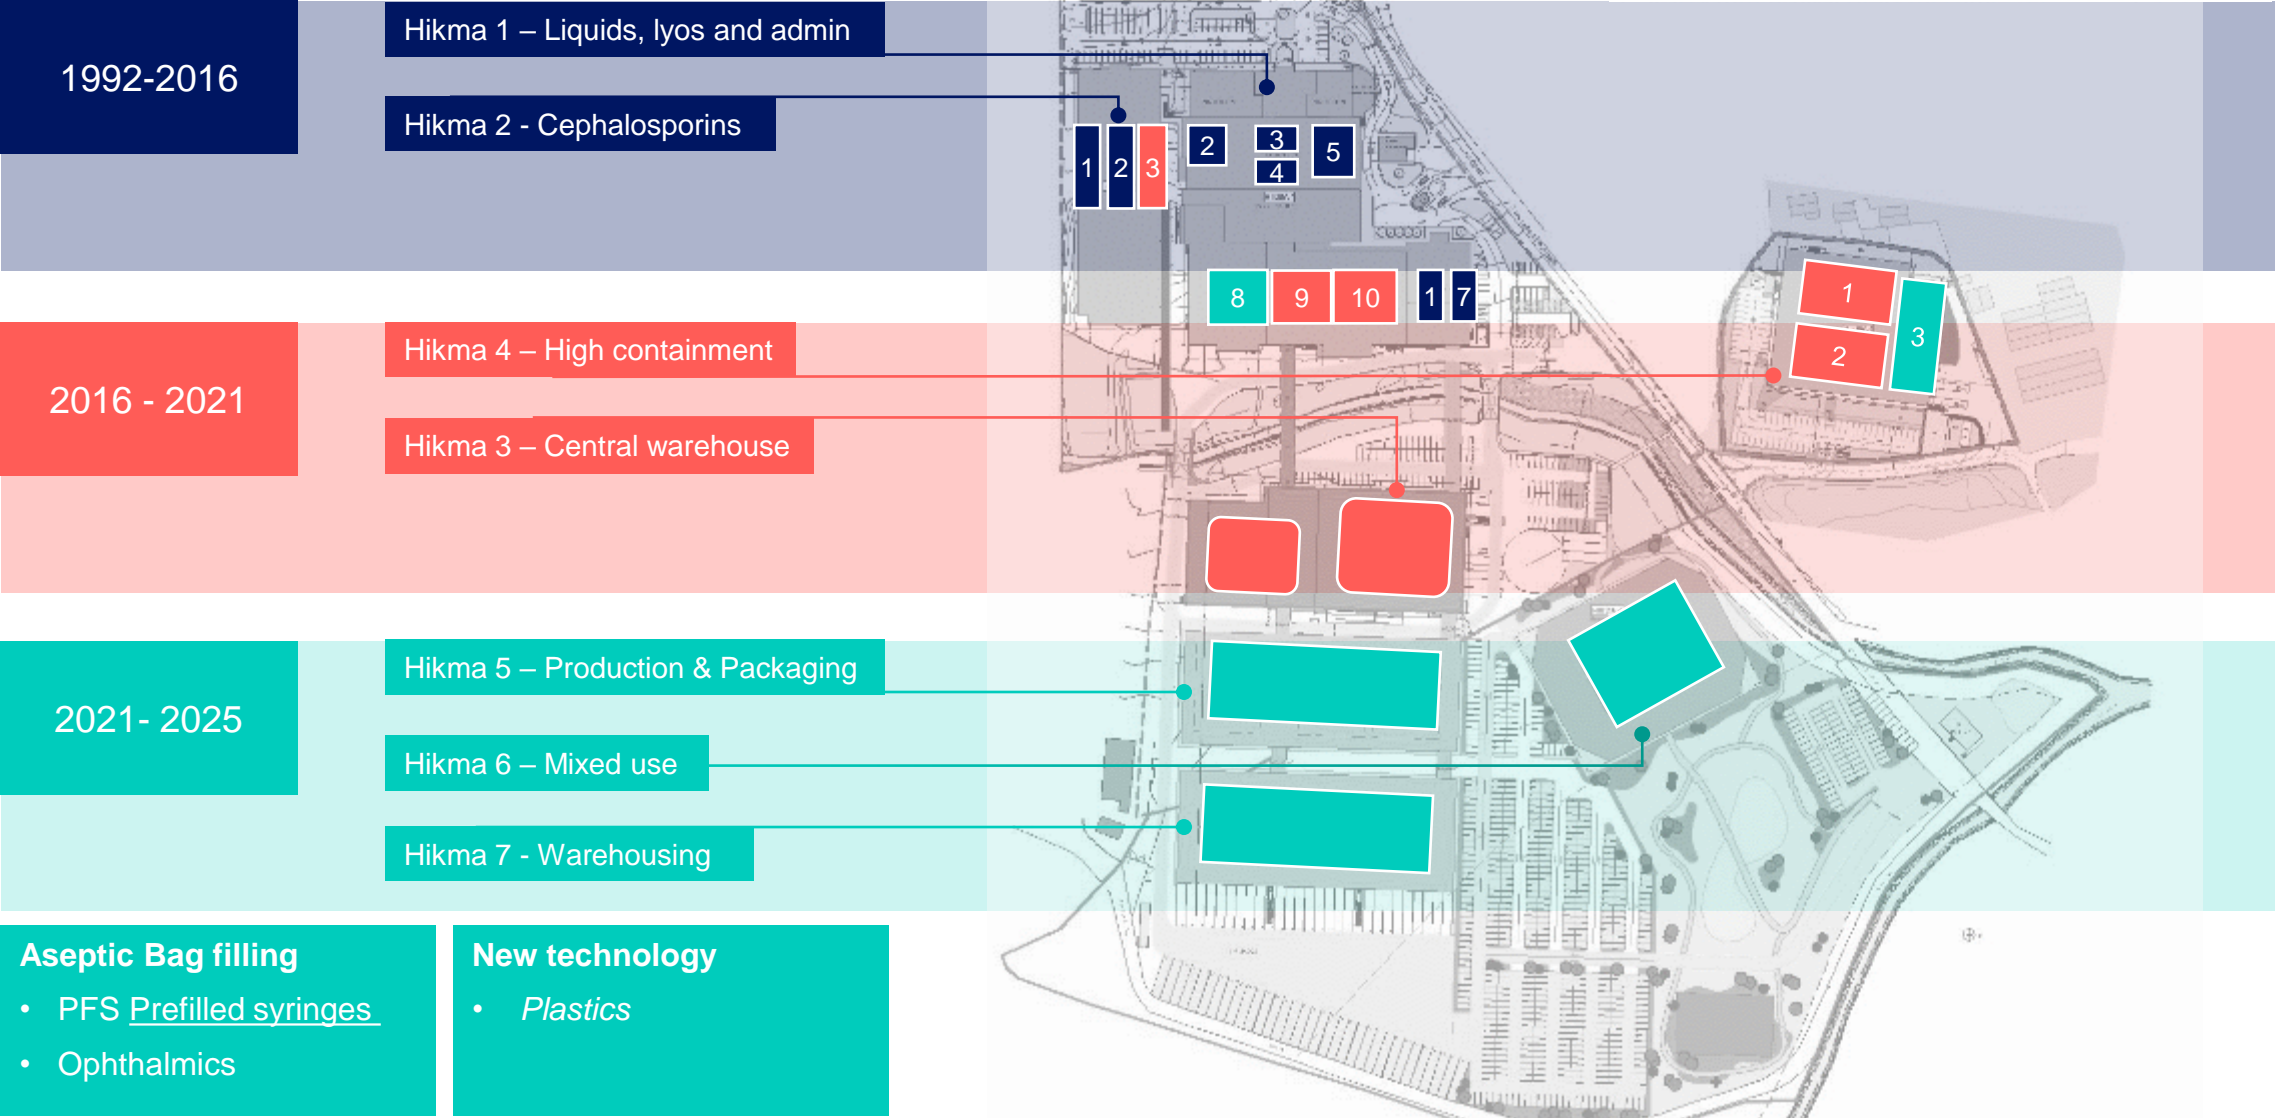 1992-2016
Hikma 1 – Liquids, lyos and admin
Hikma 2 - Cephalosporins
1
2
3
2
3
4
5
8
9
10
1
7
1
2
3
2016 - 2021
Hikma 4 – High containment
Hikma 3 – Central warehouse
2021- 2025
Hikma 5 – Production & Packaging
Hikma 6 – Mixed use
Hikma 7 - Warehousing
Aseptic Bag filling
• PFS Prefilled syringes
• Ophthalmics
New technology
• Plastics